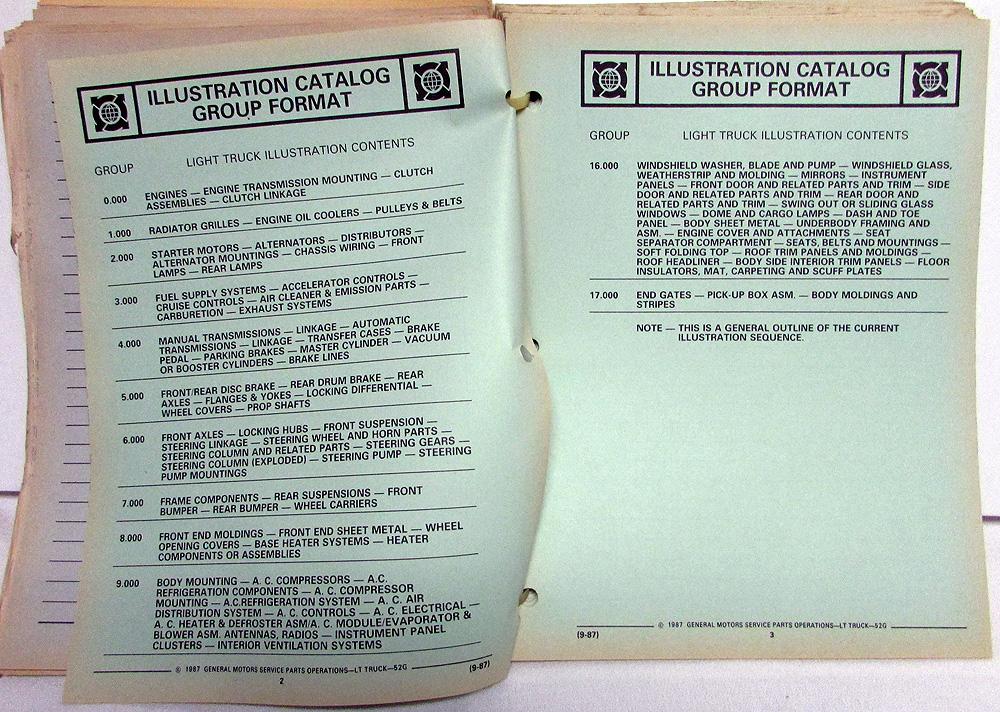 ILLUSTRATION CATALOG
GROUP FORMAT
GROUP LIGHT TRUCK ILLUSTRATION CONTENTS
0.000 ENGINES — ENGINE TRANSMISSION MOUNTING — CLUTCH
ASSEMBLIES — CLUTCH LINKAGE
1.000 RADIATOR GRILLES — ENGINE OIL COOLERS — PULLEYS & BELTS
2.000 STARTER MOTORS — ALTERNATORS — DISTRIBUTORS —
ALTERNATOR MOUNTINGS — CHASSIS WIRING — FRONT
LAMPS — REAR LAMPS
3.000 FUEL SUPPLY SYSTEMS — ACCELERATOR CONTROLS —
CRUISE CONTROLS — AIR CLEANER & EMISSION PARTS —
CARBURETION — EXHAUST SYSTEMS
4.000 MANUAL TRANSMISSIONS — LINKAGE — AUTOMATIC
TRANSMISSIONS — LINKAGE — TRANSFER CASES — BRAKE
PEDAL — PARKING BRAKES — MASTER CYLINDER — VACUUM
OR BOOSTER CYLINDERS — BRAKE LINES
5.000 FRONT/REAR DISC BRAKE — REAR DRUM BRAKE — REAR
AXLES — FLANGES & YOKES — LOCKING DIFFERENTIAL —
WHEEL COVERS — PROP SHAFTS
6.000 FRONT AXLES — LOCKING HUBS — FRONT SUSPENSION —
STEERING LINKAGE — STEERING WHEEL AND HORN PARTS —
STEERING COLUMN AND RELATED PARTS — STEERING GEARS —
STEERING COLUMN (EXPLODED) — STEERING PUMP — STEERING
PUMP MOUNTINGS
7.000 FRAME COMPONENTS — REAR SUSPENSIONS — FRONT
BUMPER — REAR BUMPER — WHEEL CARRIERS
8.000 FRONT END MOLDINGS — FRONT END SHEET METAL — WHEEL
OPENING COVERS — BASE HEATER SYSTEMS — HEATER
COMPONENTS OR ASSEMBLIES
9.000 BODY MOUNTING — A. C. COMPRESSORS — A.C.
REFRIGERATION COMPONENTS — A. C. COMPRESSOR
MOUNTING — A.C.REFRIGERATION SYSTEM — A. C. AIR
DISTRIBUTION SYSTEM — A. C. CONTROLS — A. C. ELECTRICAL —
A. C. HEATER & DEFROSTER ASM/A. C. MODULE/EVAPORATOR &
BLOWER ASM. ANTENNAS, RADIOS — INSTRUMENT PANEL
CLUSTERS — INTERIOR VENTILATION SYSTEMS
© 1987 GENERAL MOTORS SERVICE PARTS OPERATIONS—LT TRUCK—52G
2 (9-87)
ILLUSTRATION CATALOG
GROUP FORMAT
GROUP LIGHT TRUCK ILLUSTRATION CONTENTS
16.000 WINDSHIELD WASHER, BLADE AND PUMP — WINDSHIELD GLASS,
WEATHERSTRIP AND MOLDING — MIRRORS — INSTRUMENT
PANELS — FRONT DOOR AND RELATED PARTS AND TRIM — SIDE
DOOR AND RELATED PARTS AND TRIM — REAR DOOR AND
RELATED PARTS AND TRIM — SWING OUT OR SLIDING GLASS
WINDOWS — DOME AND CARGO LAMPS — DASH AND TOE
PANEL — BODY SHEET METAL — UNDERBODY FRAMING AND
ASM. — ENGINE COVER AND ATTACHMENTS — SEAT
SEPARATOR COMPARTMENT — SEATS, BELTS AND MOUNTINGS —
SOFT FOLDING TOP — ROOF TRIM PANELS AND MOLDINGS —
ROOF HEADLINER — BODY SIDE INTERIOR TRIM PANELS — FLOOR
INSULATORS, MAT, CARPETING AND SCUFF PLATES
17.000 END GATES — PICK-UP BOX ASM. — BODY MOLDINGS AND
STRIPES
NOTE — THIS IS A GENERAL OUTLINE OF THE CURRENT
ILLUSTRATION SEQUENCE.
© 1987 GENERAL MOTORS SERVICE PARTS OPERATIONS—LT TRUCK—52G
(9-87) 3